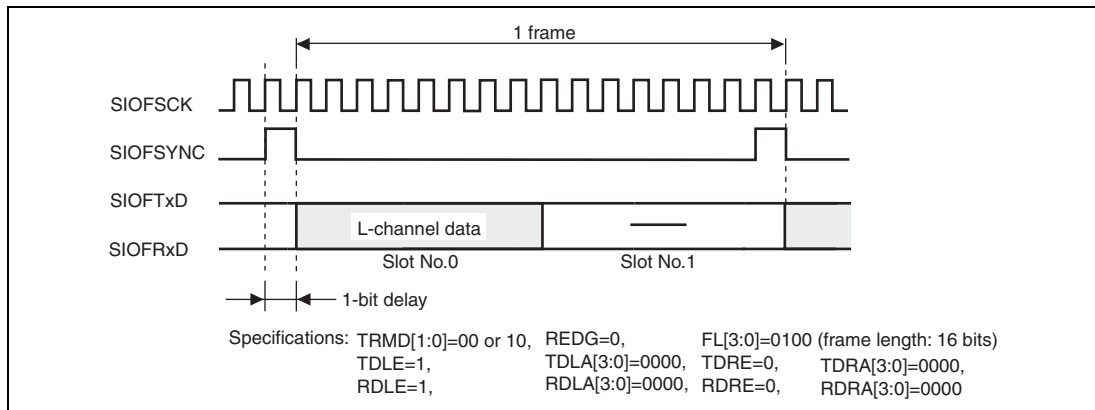 1 frame
SIOFSCK
SIOFSYNC
SIOFTxD
L-channel data
SIOFRxD
Slot No.0 Slot No.1
1-bit delay
Specifications: TRMD[1:0]=00 or 10, REDG=0, FL[3:0]=0100 (frame length: 16 bits)
TDLE=1, TDLA[3:0]=0000, TDRE=0, TDRA[3:0]=0000,
RDLE=1, RDLA[3:0]=0000, RDRE=0, RDRA[3:0]=0000